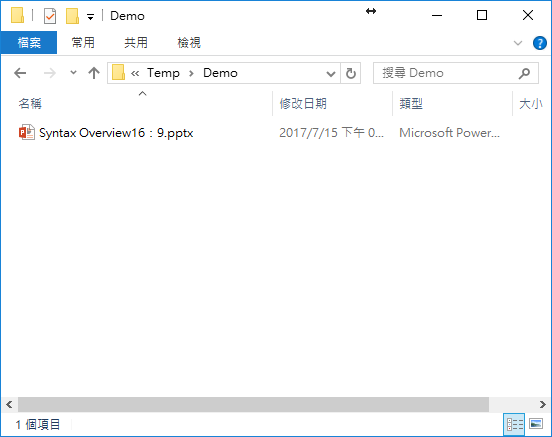 Demo
檔案 常用 共用 檢視
« Temp › Demo 搜尋 Demo
名稱 修改日期 類型 大小
Syntax Overview16：9.pptx 2017/7/15 下午 0... Microsoft Power...
1 個項目